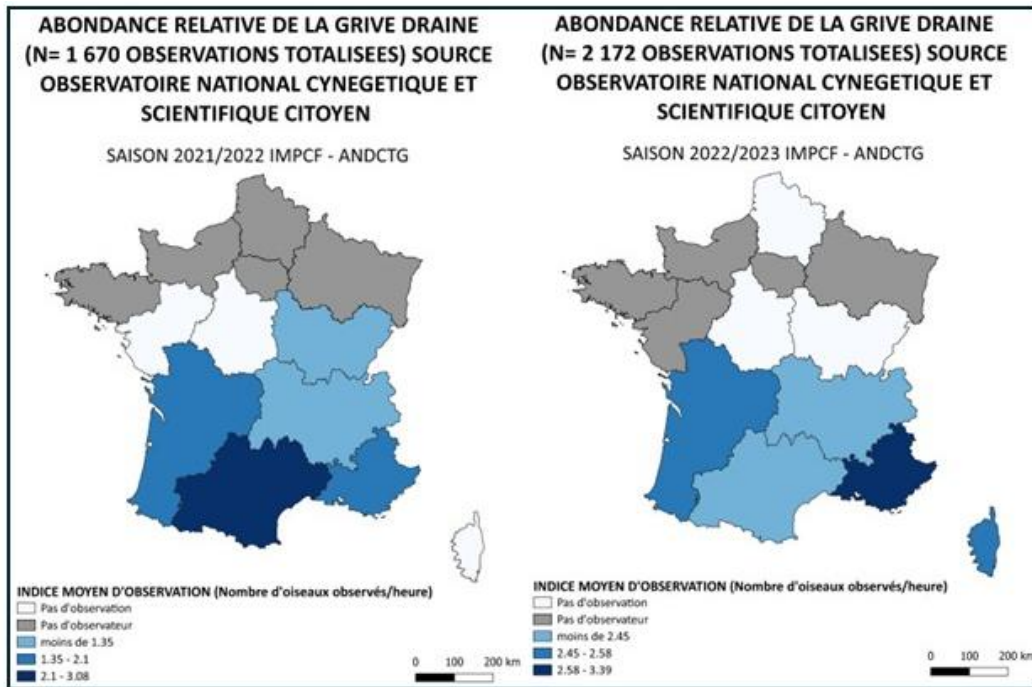 ABONDANCE RELATIVE DE LA GRIVE DRAINE
(N= 1 670 OBSERVATIONS TOTALISEES) SOURCE
OBSERVATOIRE NATIONAL CYNEGETIQUE ET
SCIENTIFIQUE CITOYEN
SAISON 2021/2022 IMPCF - ANDCTG
INDICE MOYEN D'OBSERVATION (Nombre d'oiseaux observés/heure)
Pas d'observation
Pas d'observateur
moins de 1.35
1.35 - 2.1
2.1 - 3.08
0 100 200 km
ABONDANCE RELATIVE DE LA GRIVE DRAINE
(N= 2 172 OBSERVATIONS TOTALISEES) SOURCE
OBSERVATOIRE NATIONAL CYNEGETIQUE ET
SCIENTIFIQUE CITOYEN
SAISON 2022/2023 IMPCF - ANDCTG
INDICE MOYEN D'OBSERVATION (Nombre d'oiseaux observés/heure)
Pas d'observation
Pas d'observateur
moins de 2.45
2.45 - 2.58
2.58 - 3.39
0 100 200 km